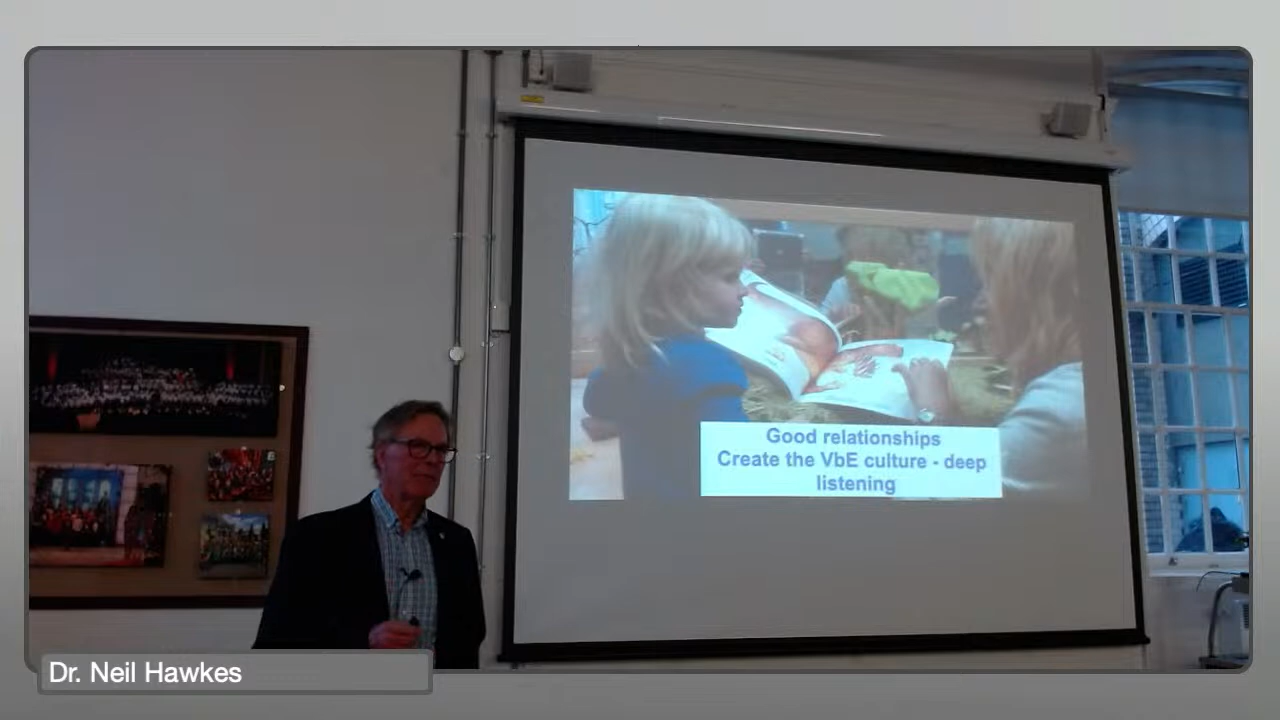 Good relationships
Create the VbE culture - deep
listening
Dr. Neil Hawkes